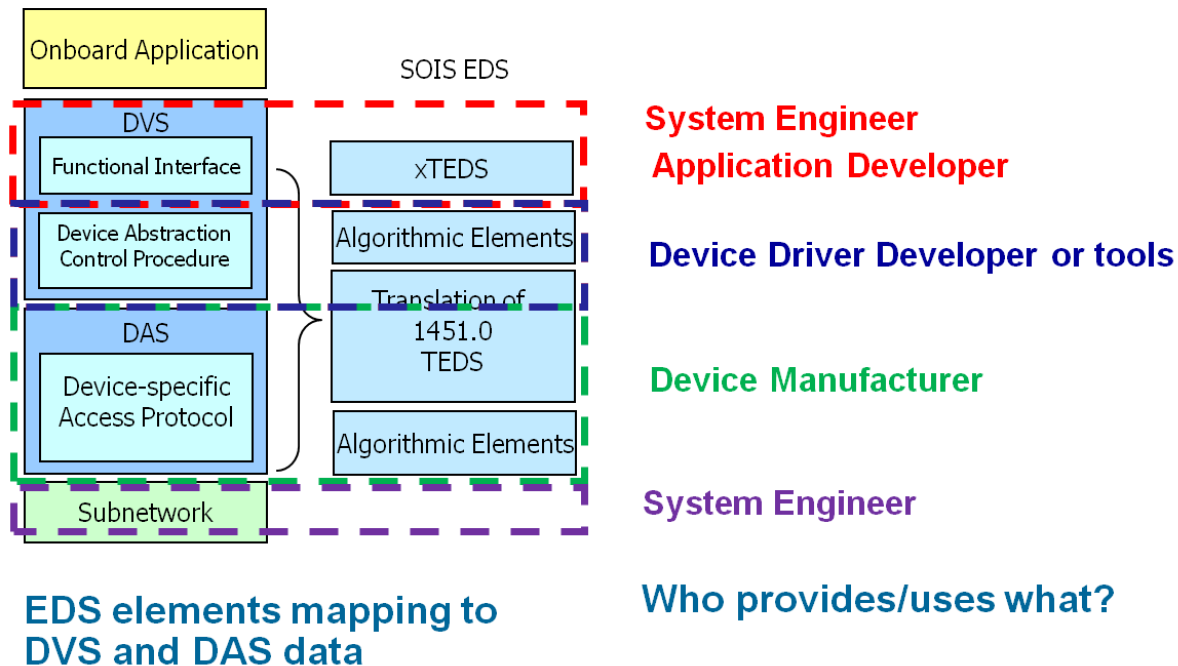 Onboard Application
SOIS EDS
DVS
Functional Interface
xTEDS
System Engineer
Application Developer
Device Abstraction
Control Procedure
Algorithmic Elements
Device Driver Developer or tools
Translation of
1451.0
TEDS
DAS
Device-specific
Access Protocol
Device Manufacturer
Algorithmic Elements
Subnetwork
System Engineer
EDS elements mapping to
DVS and DAS data
Who provides/uses what?